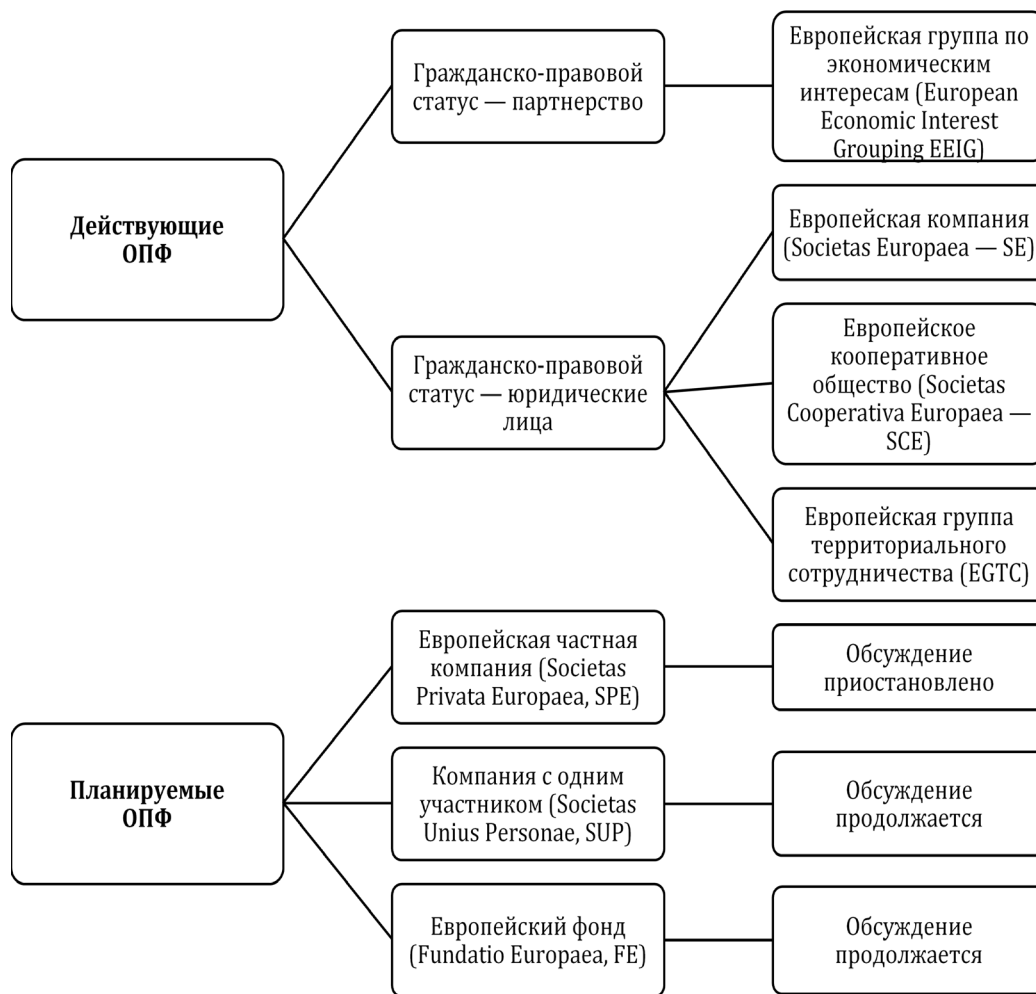 Действующие
ОПФ
Гражданско-правовой
статус — партнерство
Европейская группа по
экономическим
интересам (European
Economic Interest
Grouping EEIG)
Гражданско-правовой
статус — юридические
лица
Европейская компания
(Societas Europaea — SE)
Европейское
кооперативное
общество (Societas
Cooperativa Europaea —
SCE)
Европейская группа
территориального
сотрудничества (EGTC)
Планируемые
ОПФ
Европейская частная
компания (Societas
Privata Europaea, SPE)
Обсуждение
приостановлено
Компания с одним
участником (Societas
Unius Personae, SUP)
Обсуждение
продолжается
Европейский фонд
(Fundatio Europaea, FE)
Обсуждение
продолжается